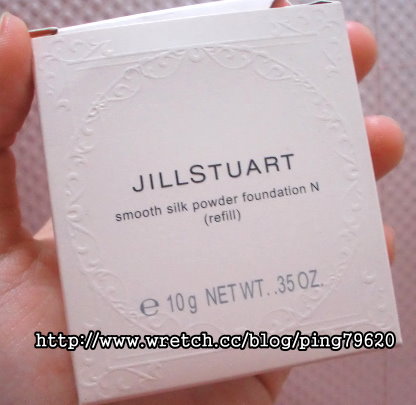 JILLSTUART
smooth silk powder foundation N
(refill)
℮ 10g NET WT. .35 OZ.
http://www.wretch.cc/blog/ping79620